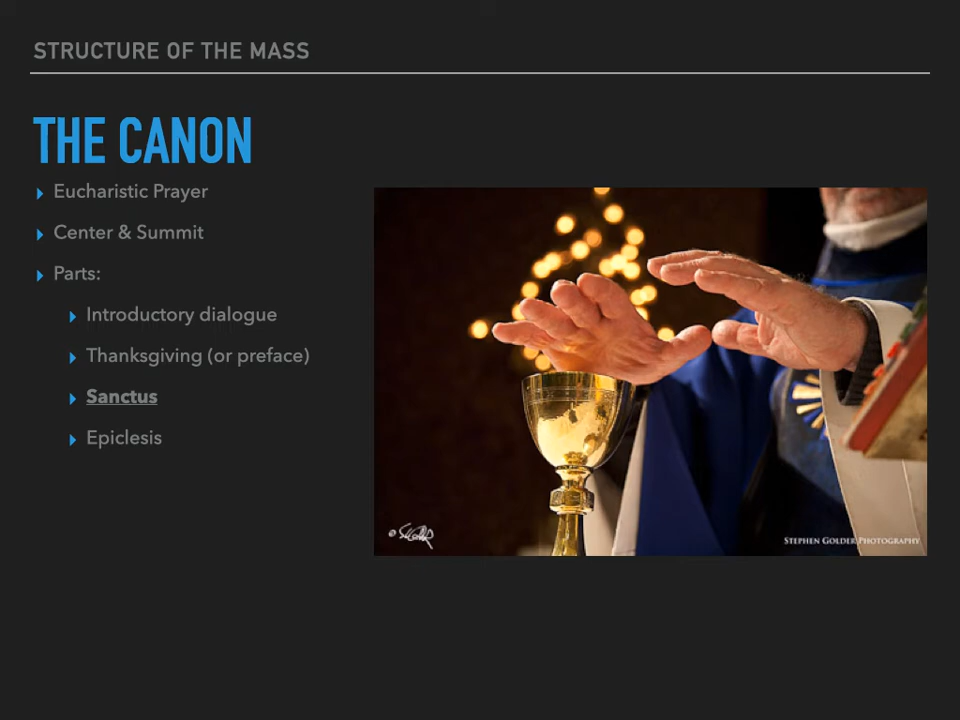 STRUCTURE OF THE MASS
THE CANON
Eucharistic Prayer
Center & Summit
Parts:
Introductory dialogue
Thanksgiving (or preface)
Sanctus
Epiclesis
STEPHEN GOLDER PHOTOGRAPHY